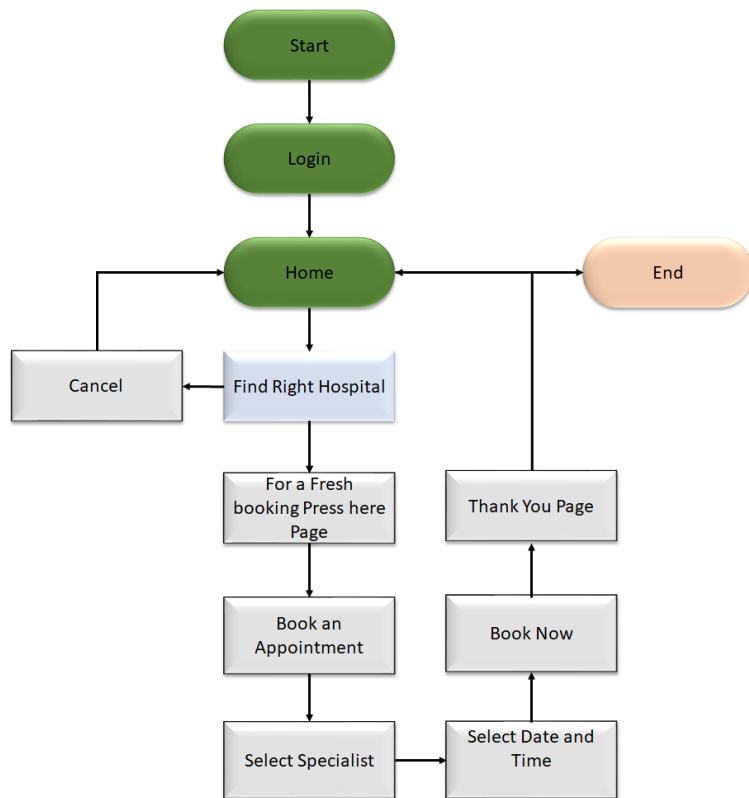 Start
Login
Home
End
Cancel
Find Right Hospital
For a Fresh
booking Press here
Page
Thank You Page
Book an
Appointment
Book Now
Select Specialist
Select Date and
Time